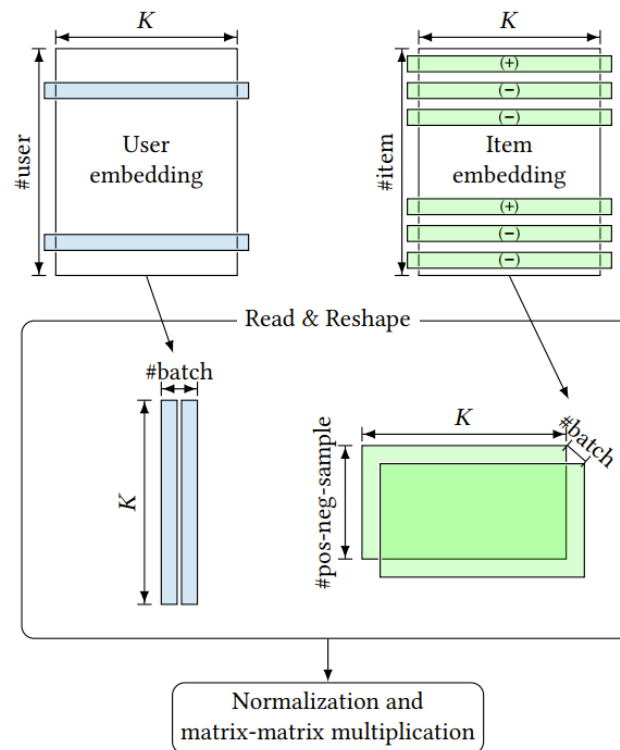 K
K
#user
User
embedding
#item
(+)
(−)
(−)
Item
embedding
(+)
(−)
(−)
Read & Reshape
#batch
K
K
#batch
#pos-neg-sample
Normalization and
matrix-matrix multiplication